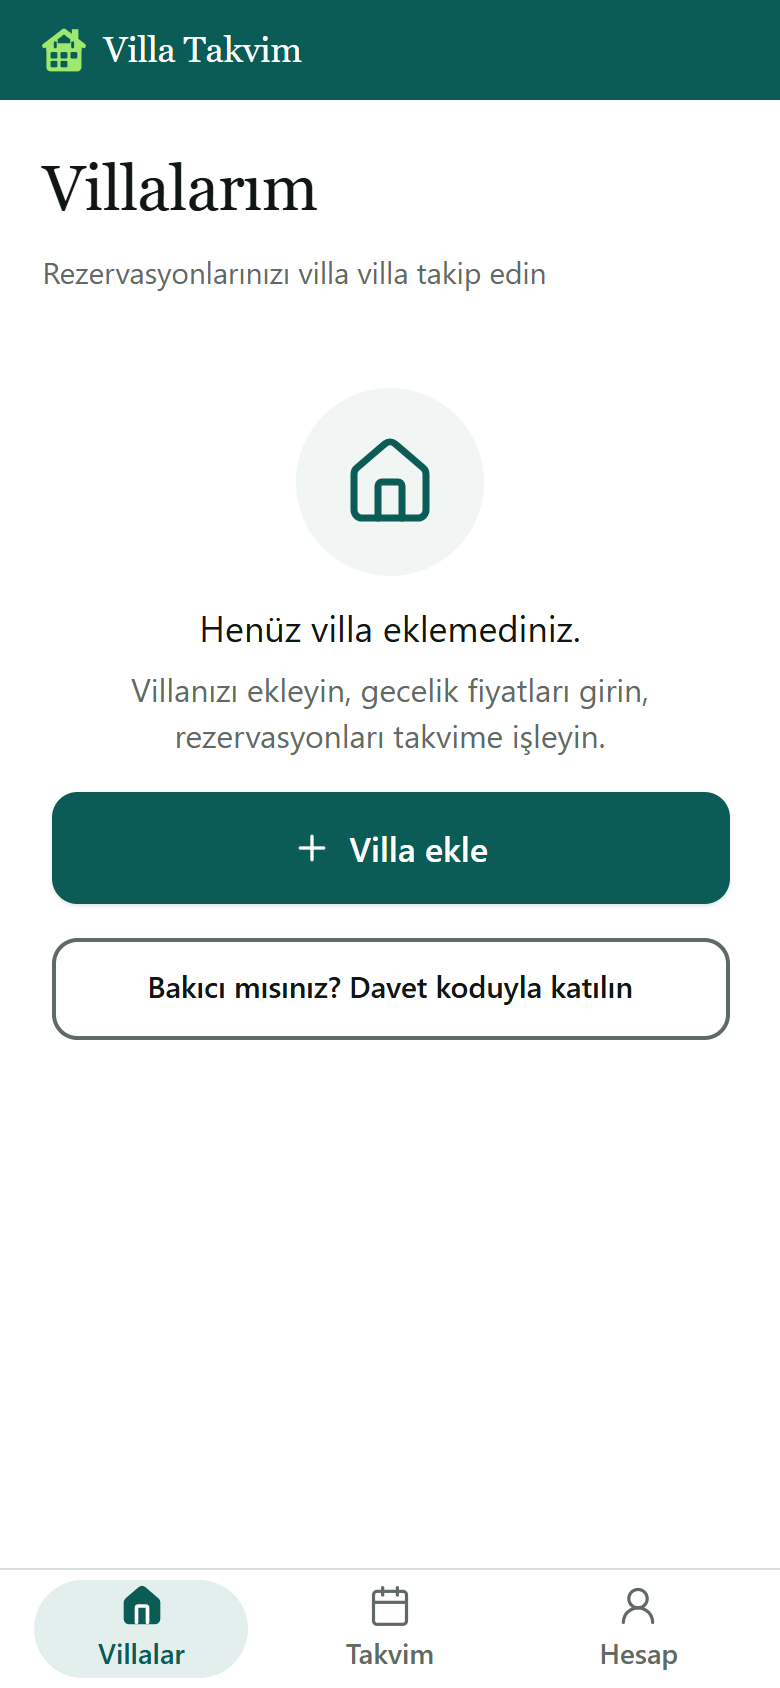 Villa Takvim
Villalarım
Rezervasyonlarınızı villa villa takip edin
Henüz villa eklemediniz.
Villanızı ekleyin, gecelik fiyatları girin,
rezervasyonları takvime işleyin.
Villa ekle
Bakıcı mısınız? Davet koduyla katılın
Villalar
Takvim
Hesap